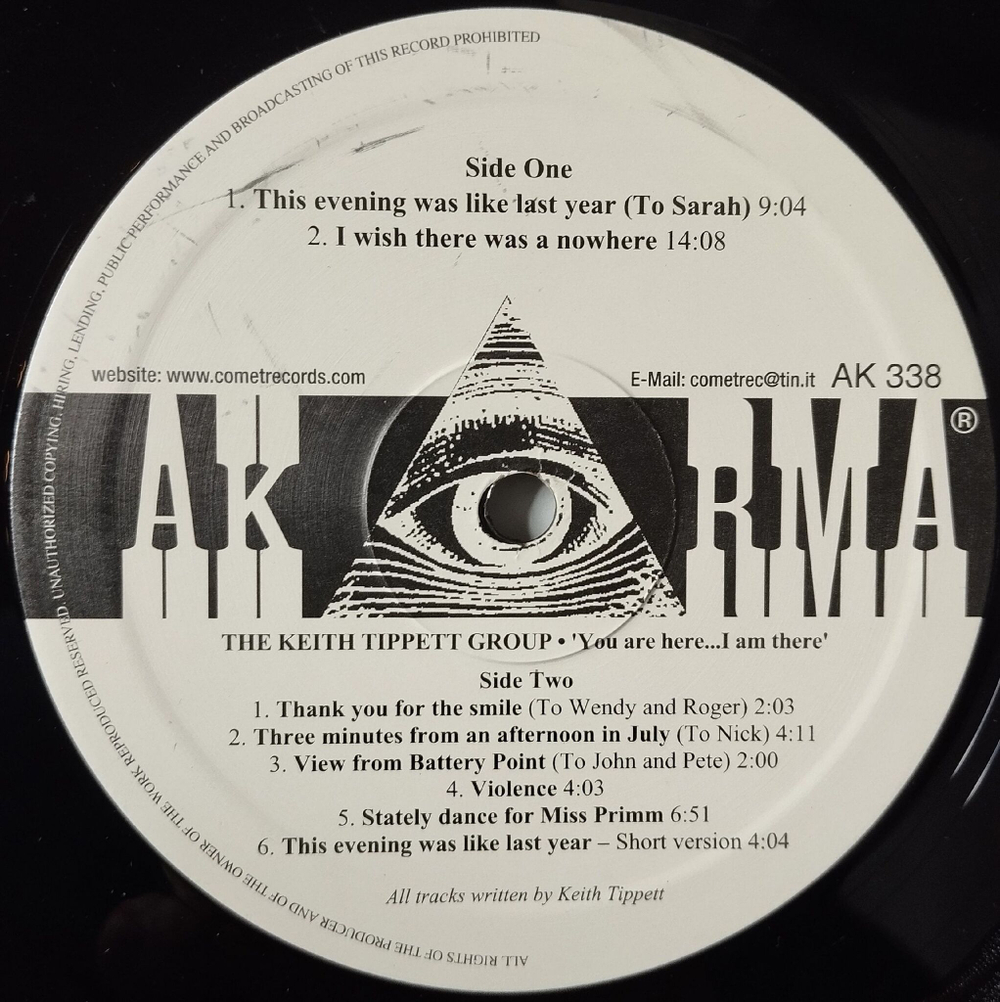 ALL RIGHTS OF THE PRODUCER AND OF THE OWNER OF THE WORK REPRODUCED RESERVED. UNAUTHORIZED COPYING, HIRING, LENDING, PUBLIC PERFORMANCE AND BROADCASTING OF THIS RECORD PROHIBITED
Side One
1. This evening was like last year (To Sarah) 9:04
2. I wish there was a nowhere 14:08
website: www.cometrecords.com
E-Mail: cometrec@tin.it AK 338
AK RMA ®
THE KEITH TIPPETT GROUP • 'You are here...I am there'
Side Two
1. Thank you for the smile (To Wendy and Roger) 2:03
2. Three minutes from an afternoon in July (To Nick) 4:11
3. View from Battery Point (To John and Pete) 2:00
4. Violence 4:03
5. Stately dance for Miss Primm 6:51
6. This evening was like last year – Short version 4:04
All tracks written by Keith Tippett